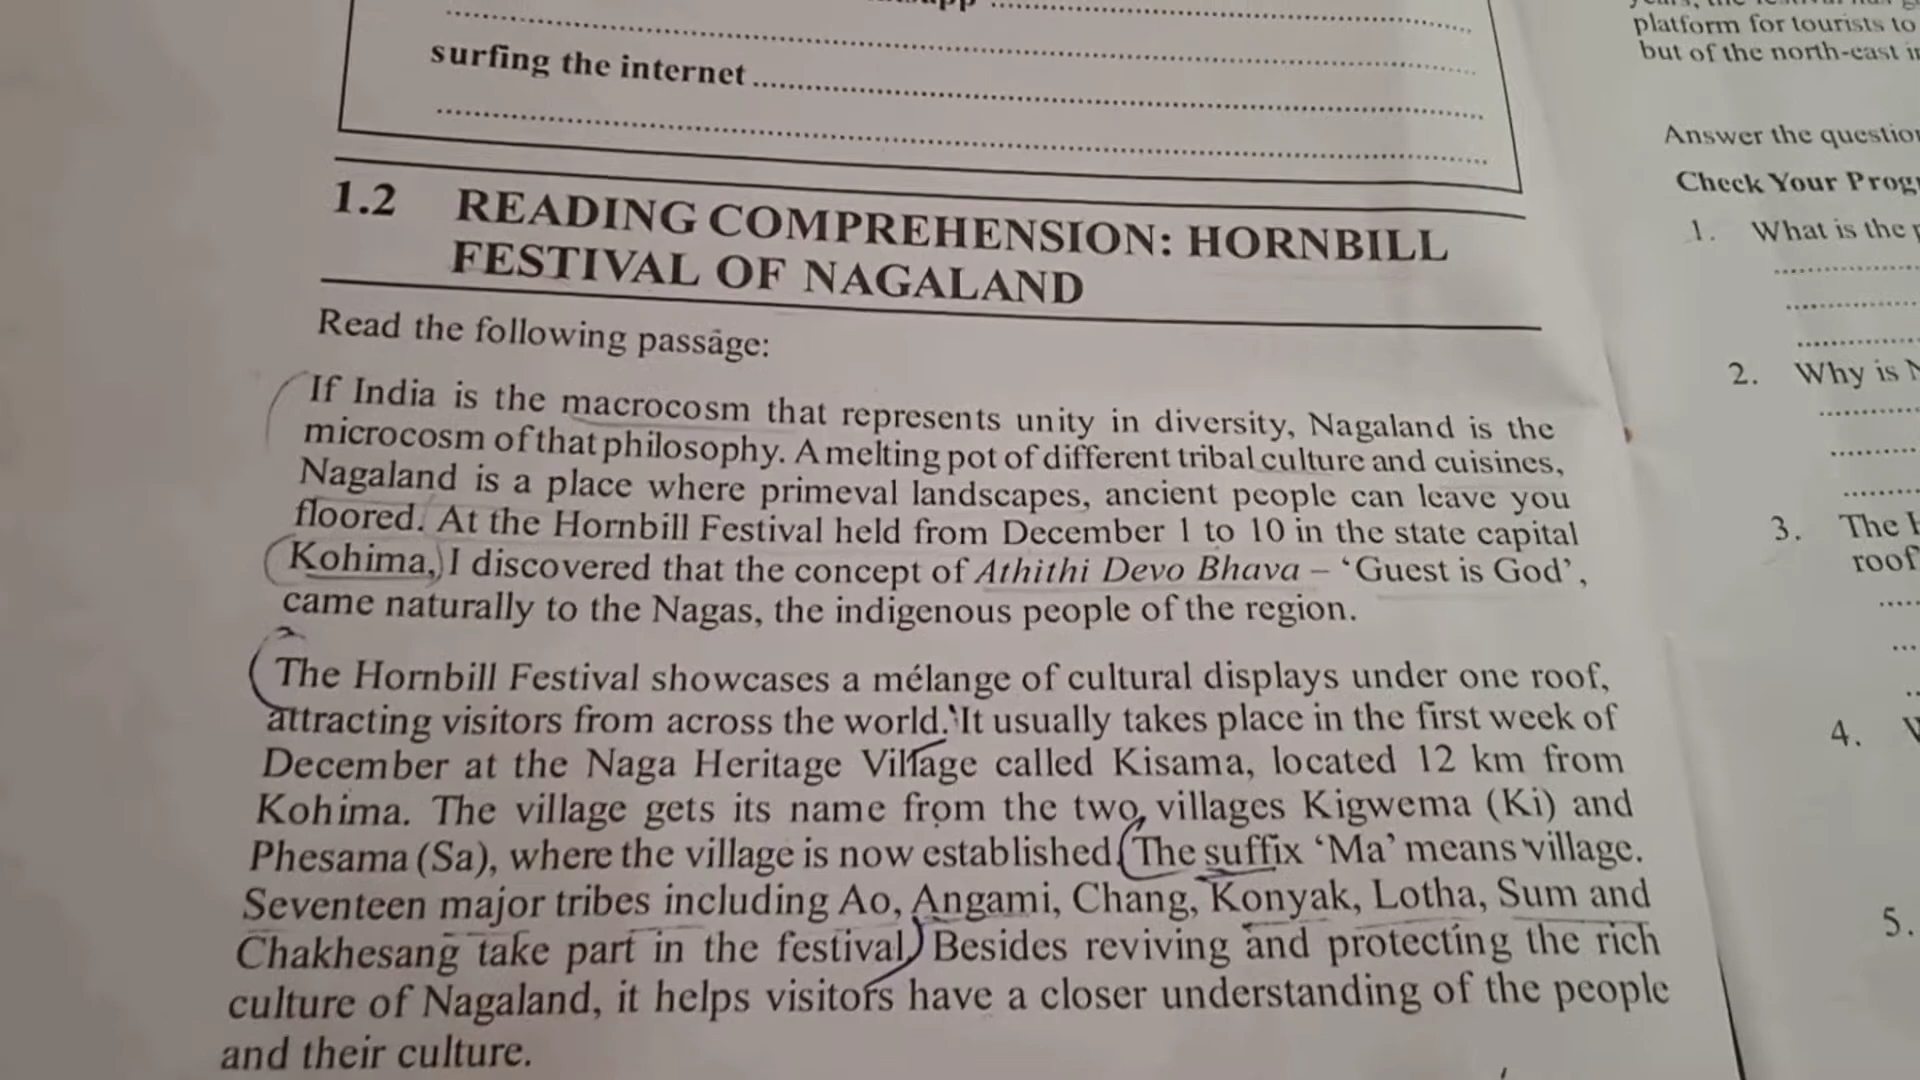 surfing the internet
1.2 READING COMPREHENSION: HORNBILL
FESTIVAL OF NAGALAND
Read the following passage:
If India is the macrocosm that represents unity in diversity, Nagaland is the
microcosm of that philosophy. A melting pot of different tribal culture and cuisines,
Nagaland is a place where primeval landscapes, ancient people can leave you
floored. At the Hornbill Festival held from December 1 to 10 in the state capital
Kohima, I discovered that the concept of Athithi Devo Bhava – ‘Guest is God’,
came naturally to the Nagas, the indigenous people of the region.
The Hornbill Festival showcases a mélange of cultural displays under one roof,
attracting visitors from across the world. It usually takes place in the first week of
December at the Naga Heritage Village called Kisama, located 12 km from
Kohima. The village gets its name from the two villages Kigwema (Ki) and
Phesama (Sa), where the village is now established. The suffix ‘Ma’ means village.
Seventeen major tribes including Ao, Angami, Chang, Konyak, Lotha, Sum and
Chakhesang take part in the festival. Besides reviving and protecting the rich
culture of Nagaland, it helps visitors have a closer understanding of the people
and their culture.
platform for tourists to
but of the north-east
Answer the
Check Your
1. What is the
2. Why is
3. The
roof
4.
5.